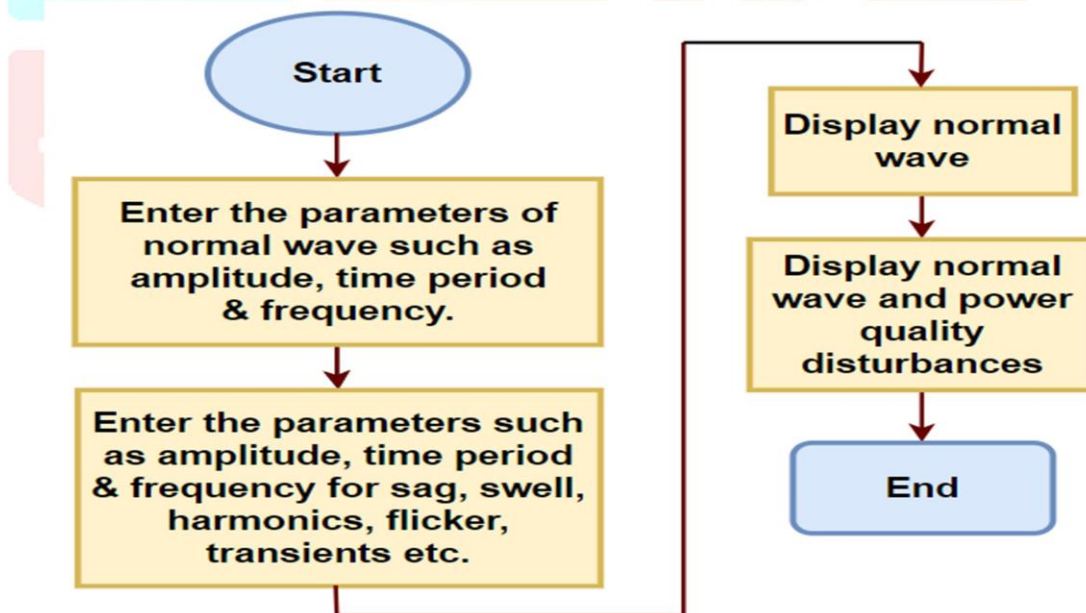 Start
Enter the parameters of
normal wave such as
amplitude, time period
& frequency.
Enter the parameters such
as amplitude, time period
& frequency for sag, swell,
harmonics, flicker,
transients etc.
Display normal
wave
Display normal
wave and power
quality
disturbances
End